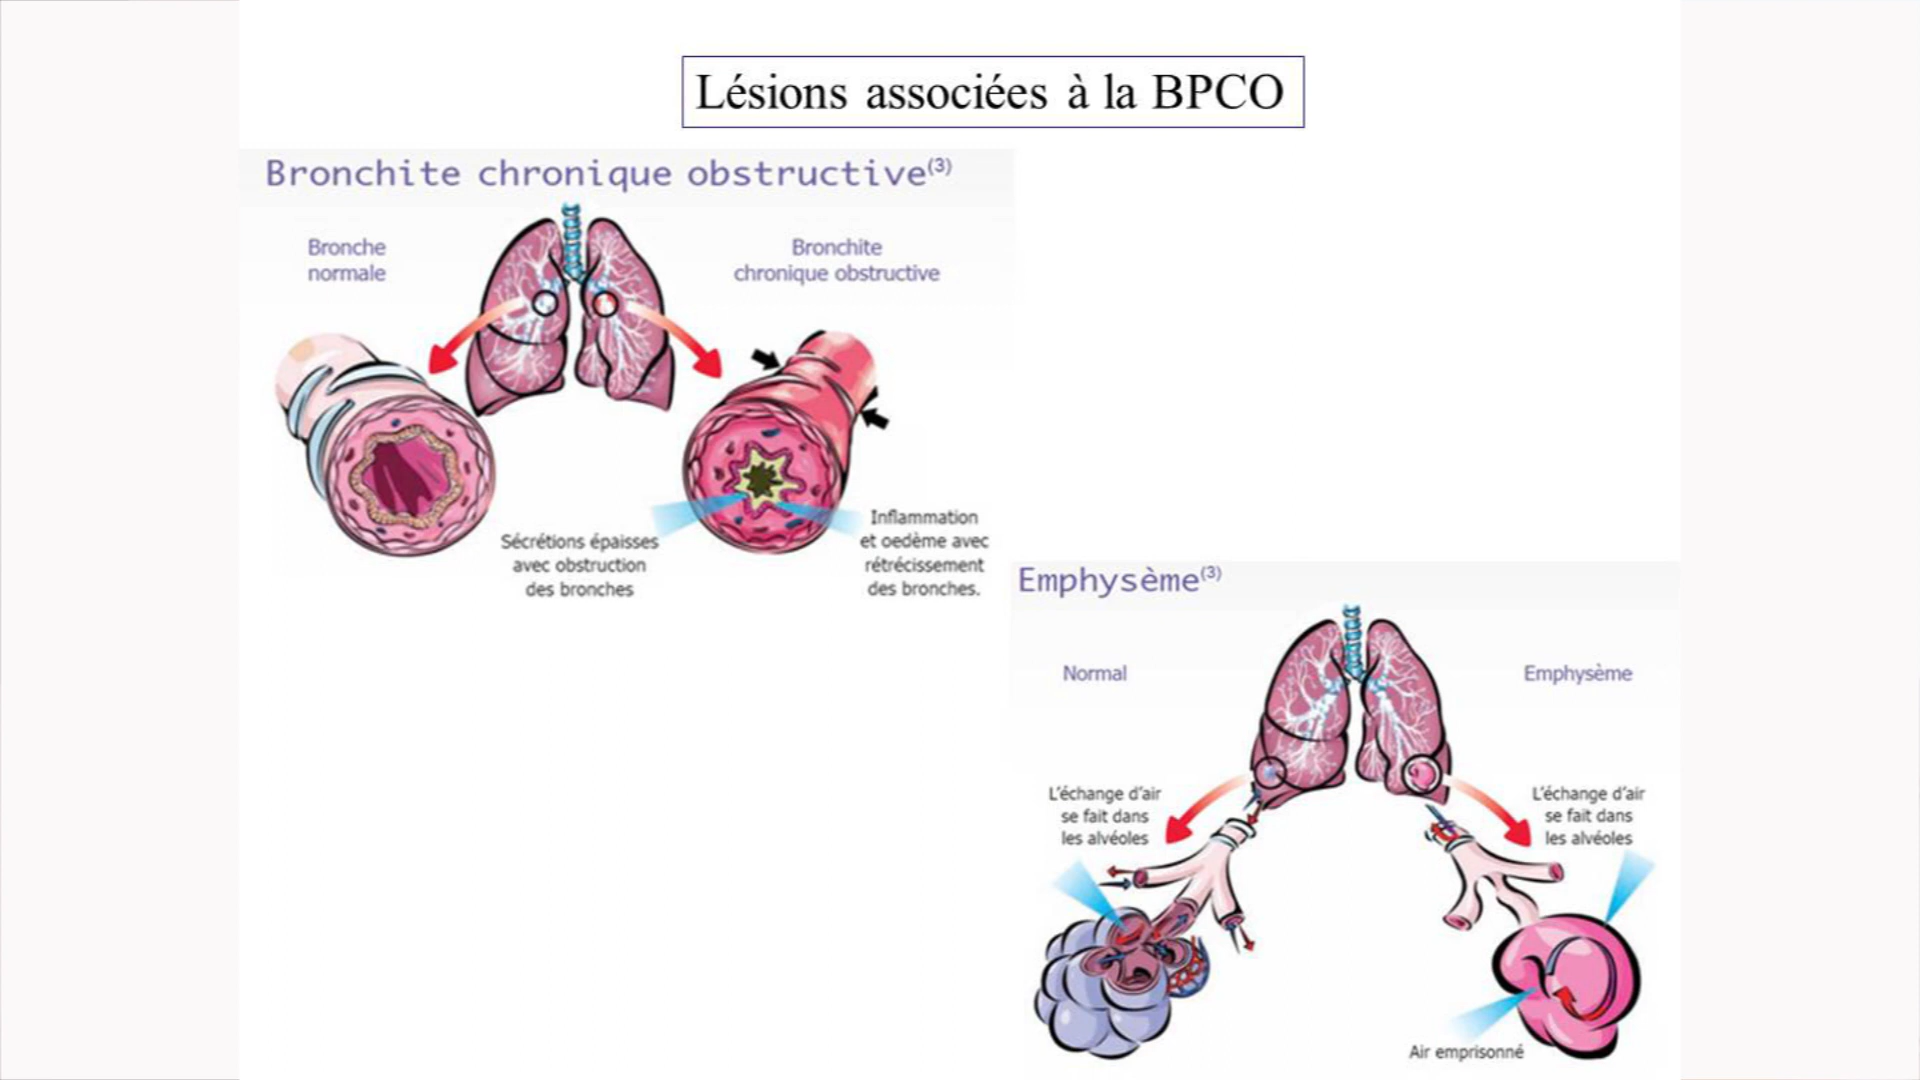 Lésions associées à la BPCO
Bronchite chronique obstructive(3)
Bronche
normale
Bronchite
chronique obstructive
Sécrétions épaisses
avec obstruction
des bronches
Inflammation
et oedème avec
rétrécissement
des bronches.
Emphysème(3)
Normal
Emphysème
L'échange d'air
se fait dans
les alvéoles
L'échange d'air
se fait dans
les alvéoles
Air emprisonné